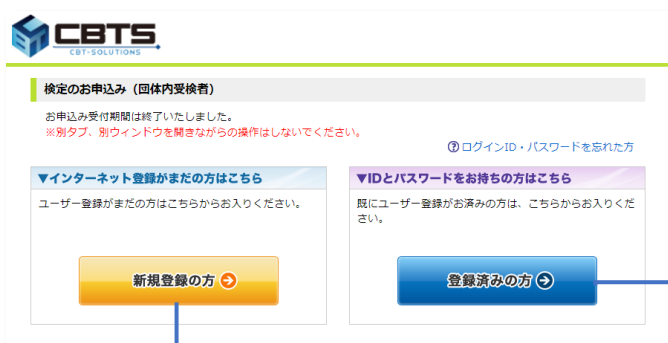 CBTS
CBT-SOLUTIONS
検定のお申込み（団体内受検者）
お申込み受付期間は終了いたしました。
※別タブ、別ウィンドウを開きながらの操作はしないでください。
?ログインID・パスワードを忘れた方
▼インターネット登録がまだの方はこちら
ユーザー登録がまだの方はこちらからお入りください。
新規登録の方
▼IDとパスワードをお持ちの方はこちら
既にユーザー登録がお済みの方は、こちらからお入りくだ
さい。
登録済みの方